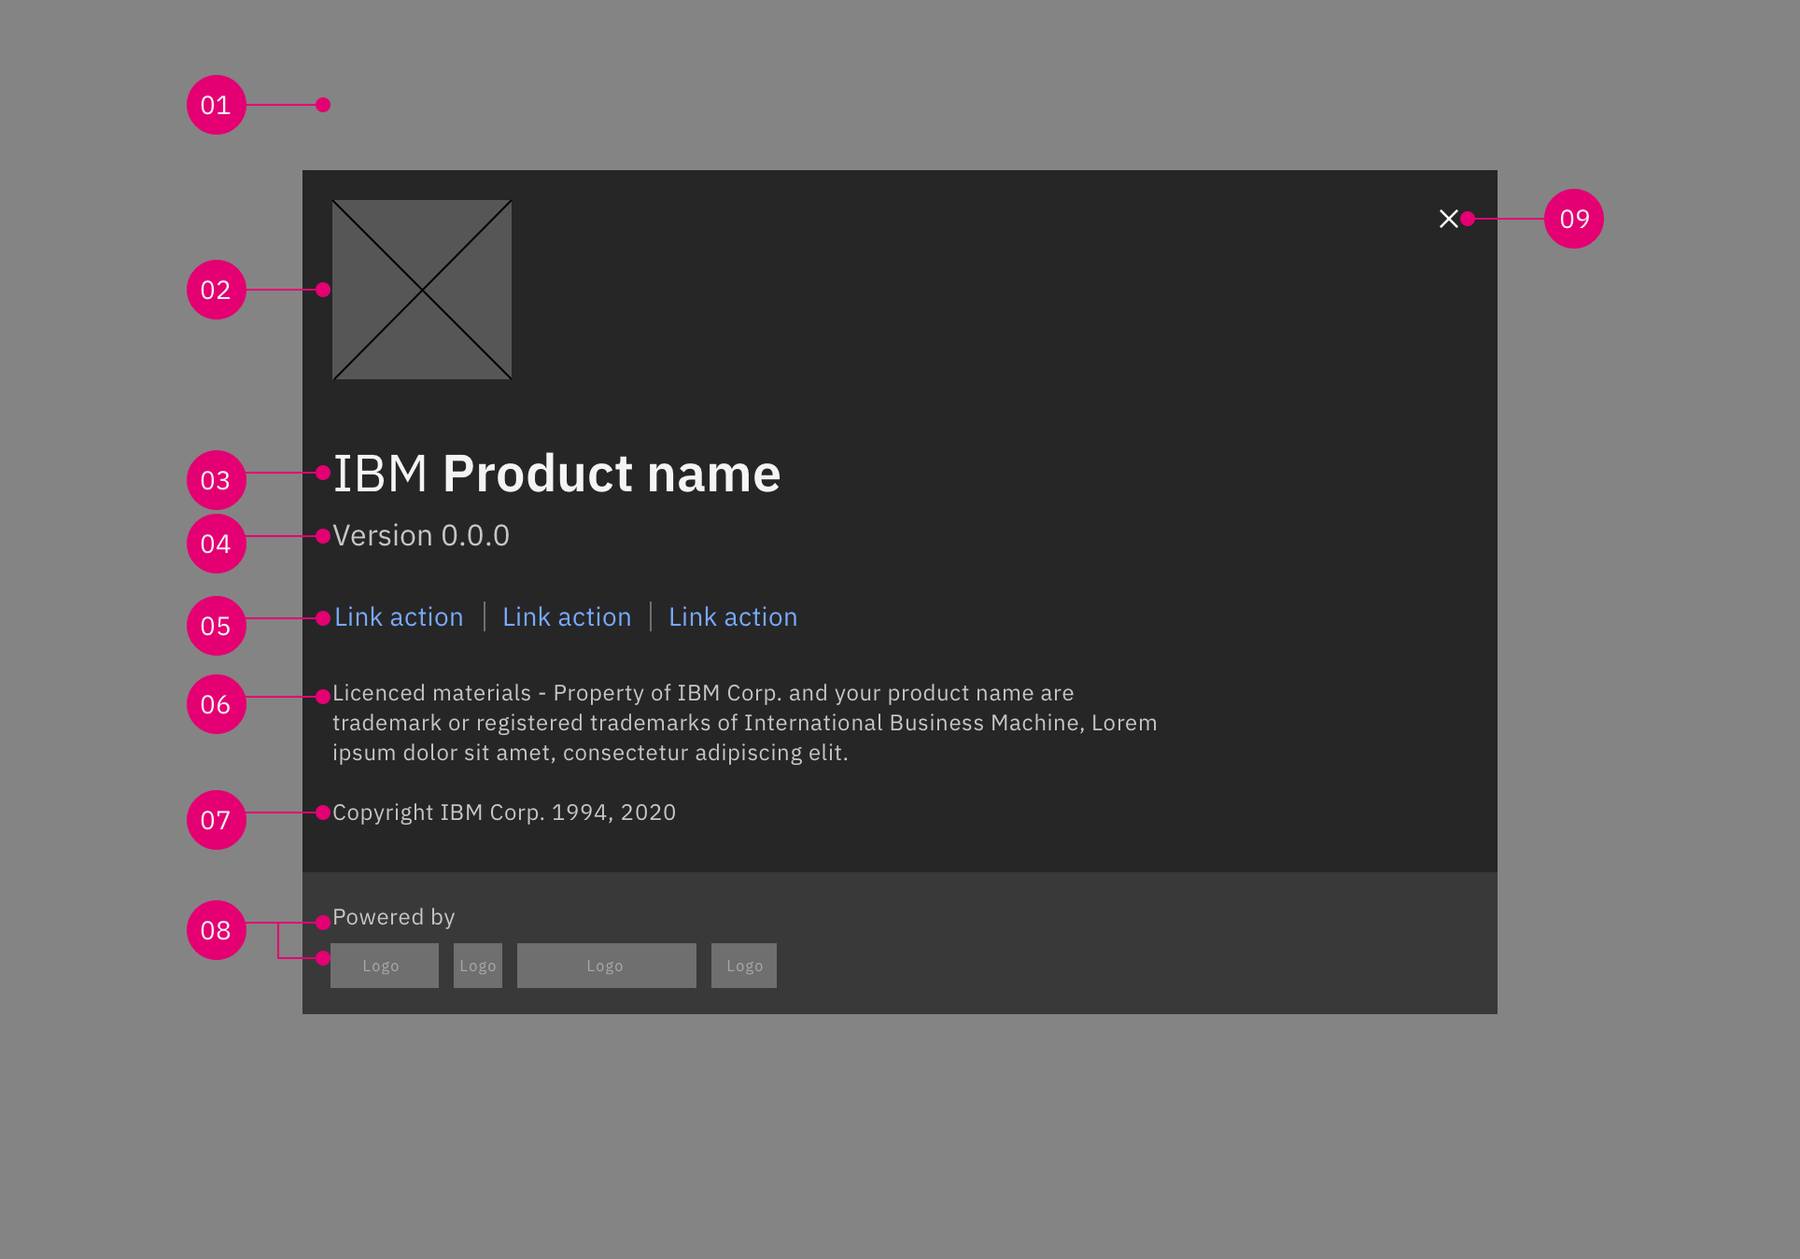 01
09
02
03
IBM Product name
04
Version 0.0.0
05
Link action | Link action | Link action
06
Licenced materials - Property of IBM Corp. and your product name are
trademark or registered trademarks of International Business Machine, Lorem
ipsum dolor sit amet, consectetur adipiscing elit.
07
Copyright IBM Corp. 1994, 2020
08
Powered by
Logo Logo Logo Logo